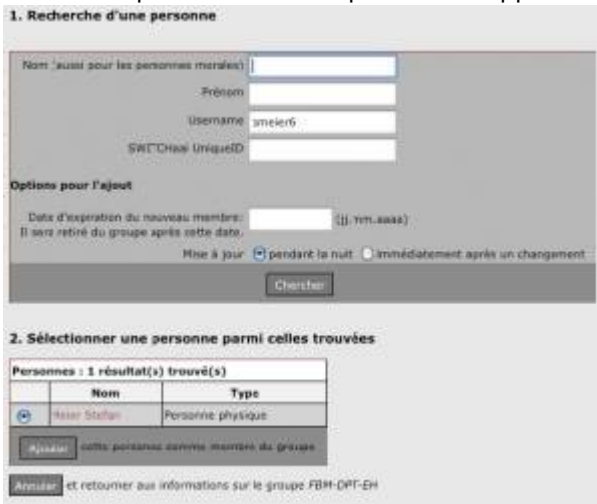 1. Recherche d'une personne
Nom (aussi pour les personnes morales)
Prénom
Username smeier6
SWITCHaai UniqueID
Options pour l'ajout
Date d'expiration du nouveau membre: (jj.mm.aaaa)
Il sera retiré du groupe après cette date.
Mise à jour pendant la nuit immédiatement après un changement
Chercher
2. Sélectionner une personne parmi celles trouvées
Personnes : 1 résultat(s) trouvé(s)
Nom Type
Meier Stefan Personne physique
Ajouter cette personne comme membre du groupe
Annuler et retourner aux informations sur le groupe FBM-DPT-EH